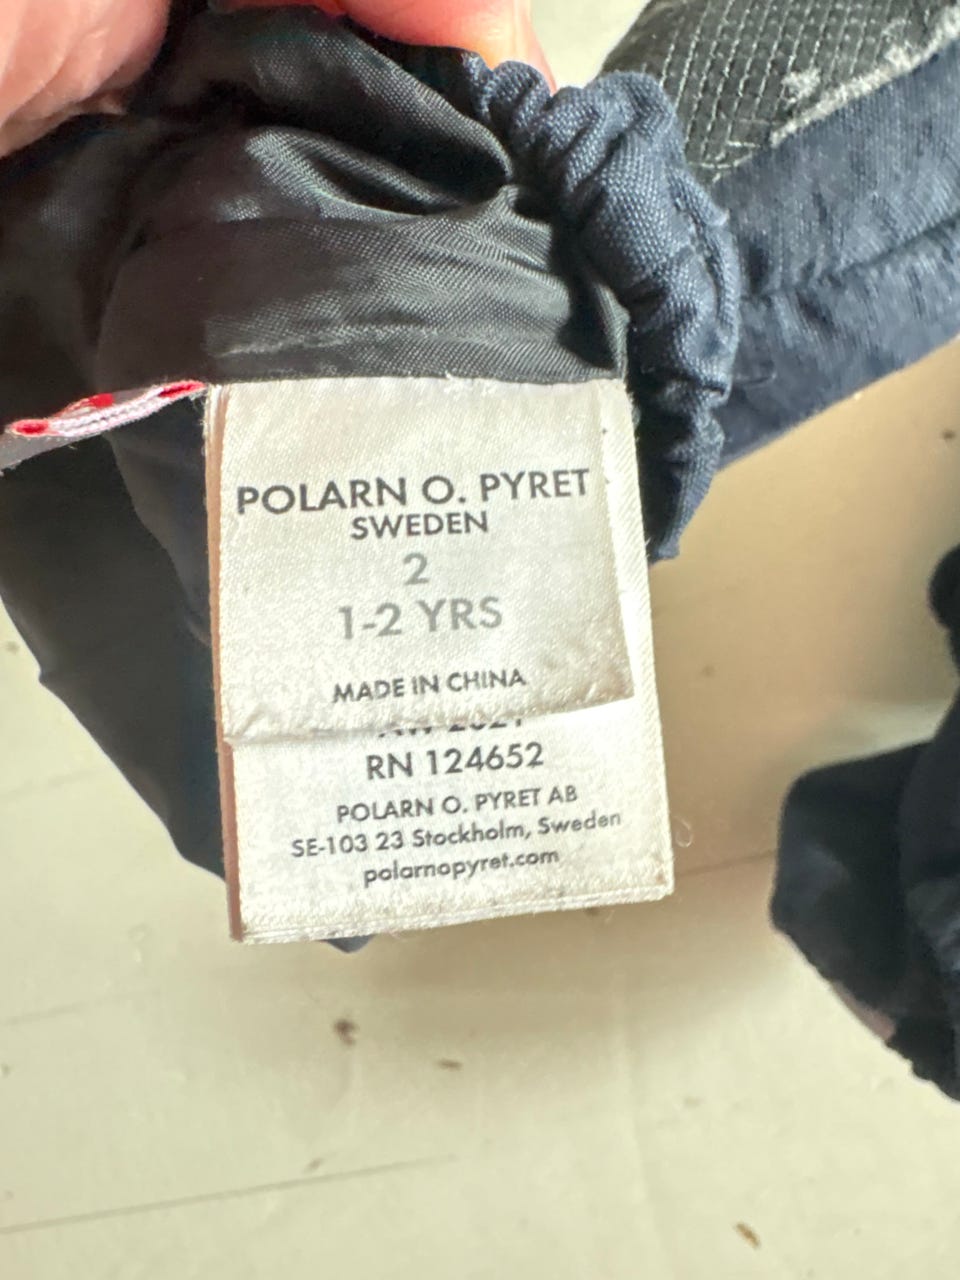 POLARN O. PYRET
SWEDEN
2
1-2 YRS
MADE IN CHINA
RN 124652
POLARN O. PYRET AB
SE-103 23 Stockholm, Sweden
polarnopyret.com